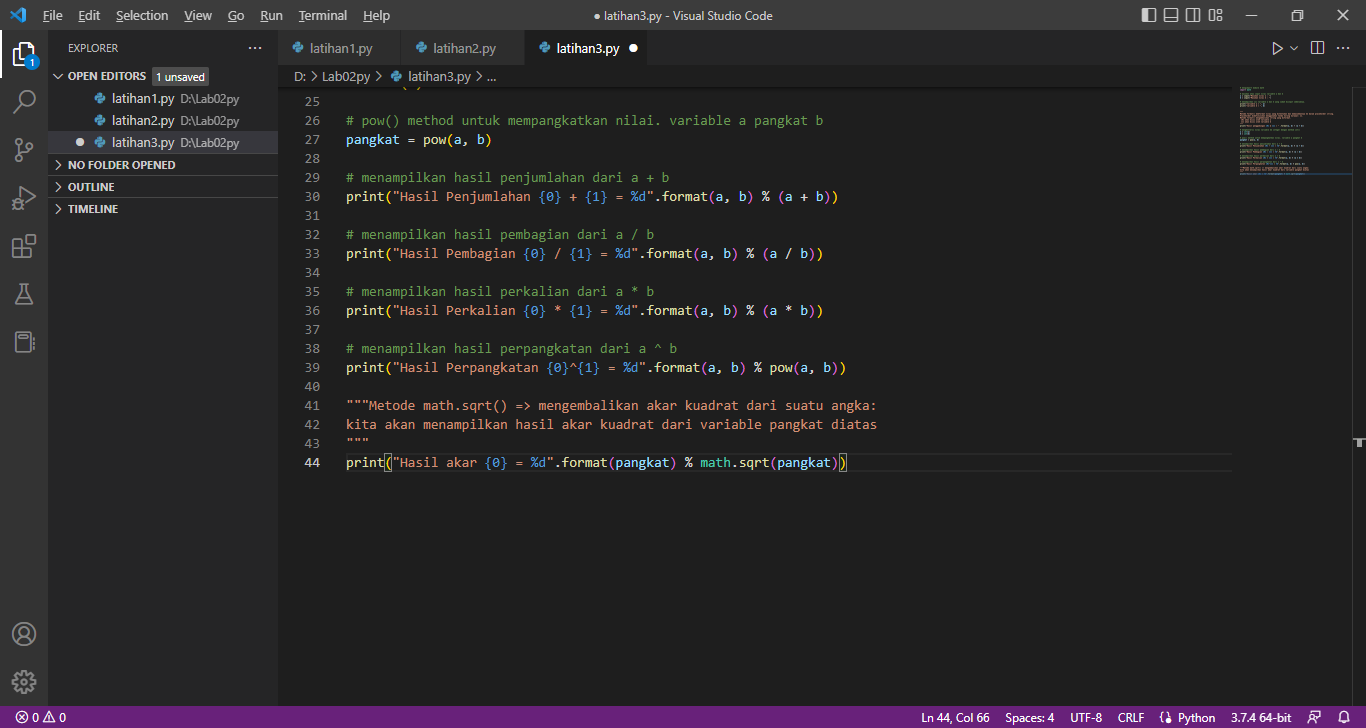 File Edit Selection View Go Run Terminal Help
● latihan3.py - Visual Studio Code
EXPLORER
1
OPEN EDITORS 1 unsaved
latihan1.py D:\Lab02py
latihan2.py D:\Lab02py
● latihan3.py D:\Lab02py
NO FOLDER OPENED
OUTLINE
TIMELINE
latihan1.py latihan2.py latihan3.py ●
D: > Lab02py > latihan3.py > ...
25
26 # pow() method untuk mempangkatkan nilai. variable a pangkat b
27 pangkat = pow(a, b)
28
29 # menampilkan hasil penjumlahan dari a + b
30 print("Hasil Penjumlahan {0} + {1} = %d".format(a, b) % (a + b))
31
32 # menampilkan hasil pembagian dari a / b
33 print("Hasil Pembagian {0} / {1} = %d".format(a, b) % (a / b))
34
35 # menampilkan hasil perkalian dari a * b
36 print("Hasil Perkalian {0} * {1} = %d".format(a, b) % (a * b))
37
38 # menampilkan hasil perpangkatan dari a ^ b
39 print("Hasil Perpangkatan {0}^{1} = %d".format(a, b) % pow(a, b))
40
41 """Metode math.sqrt() => mengembalikan akar kuadrat dari suatu angka:
42 kita akan menampilkan hasil akar kuadrat dari variable pangkat diatas
43 """
44 print("Hasil akar {0} = %d".format(pangkat) % math.sqrt(pangkat))
0 0 Ln 44, Col 66 Spaces: 4 UTF-8 CRLF Python 3.7.4 64-bit